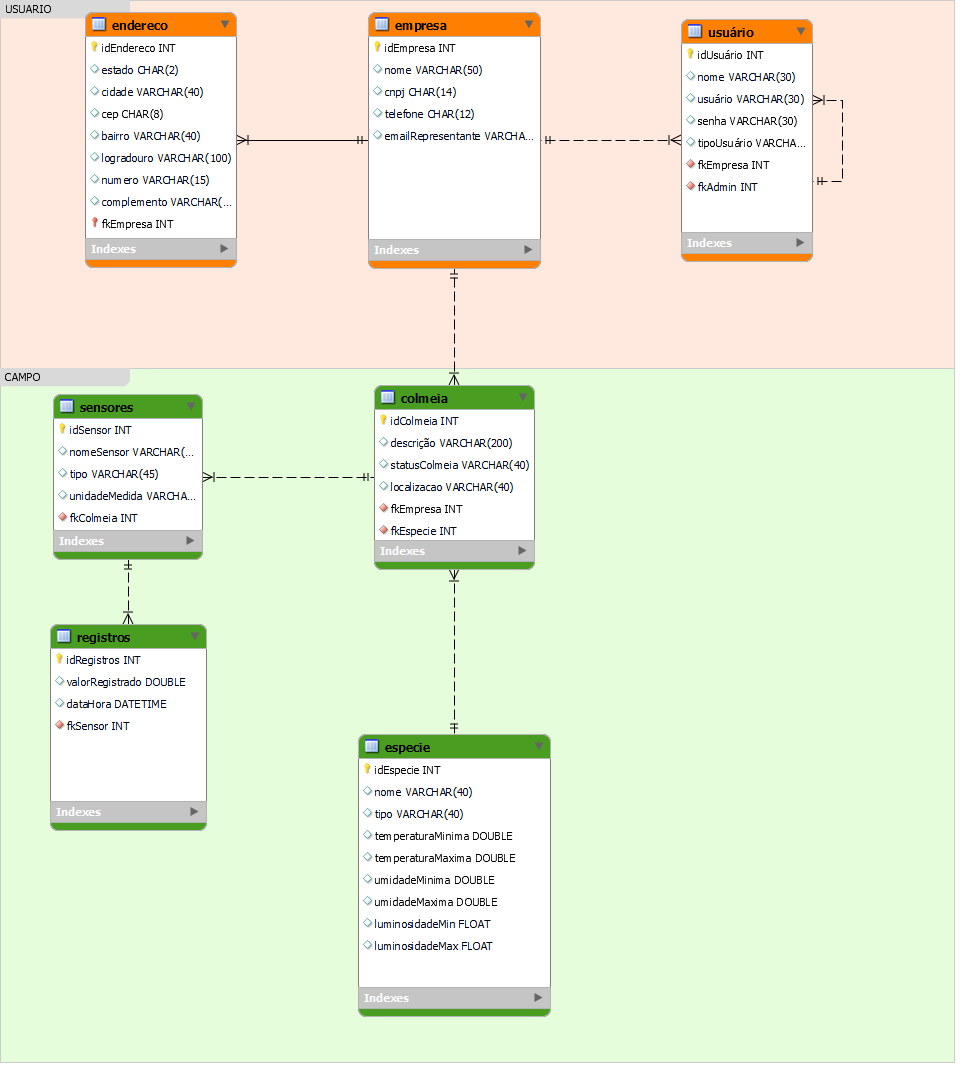 USUARIO
endereco
idEndereco INT
estado CHAR(2)
cidade VARCHAR(40)
cep CHAR(8)
bairro VARCHAR(40)
logradouro VARCHAR(100)
numero VARCHAR(15)
complemento VARCHAR(...
fkEmpresa INT
Indexes
empresa
idEmpresa INT
nome VARCHAR(50)
cnpj CHAR(14)
telefone CHAR(12)
emailRepresentante VARCHA...
Indexes
usuário
idUsuário INT
nome VARCHAR(30)
usuário VARCHAR(30)
senha VARCHAR(30)
tipoUsuário VARCHA...
fkEmpresa INT
fkAdmin INT
Indexes
CAMPO
sensores
idSensor INT
nomeSensor VARCHAR(...
tipo VARCHAR(45)
unidadeMedida VARCHA...
fkColmeia INT
Indexes
colmeia
idColmeia INT
descrição VARCHAR(200)
statusColmeia VARCHAR(40)
localizacao VARCHAR(40)
fkEmpresa INT
fkEspecie INT
Indexes
registros
idRegistros INT
valorRegistrado DOUBLE
dataHora DATETIME
fkSensor INT
Indexes
especie
idEspecie INT
nome VARCHAR(40)
tipo VARCHAR(40)
temperaturaMinima DOUBLE
temperaturaMaxima DOUBLE
umidadeMinima DOUBLE
umidadeMaxima DOUBLE
luminosidadeMin FLOAT
luminosidadeMax FLOAT
Indexes